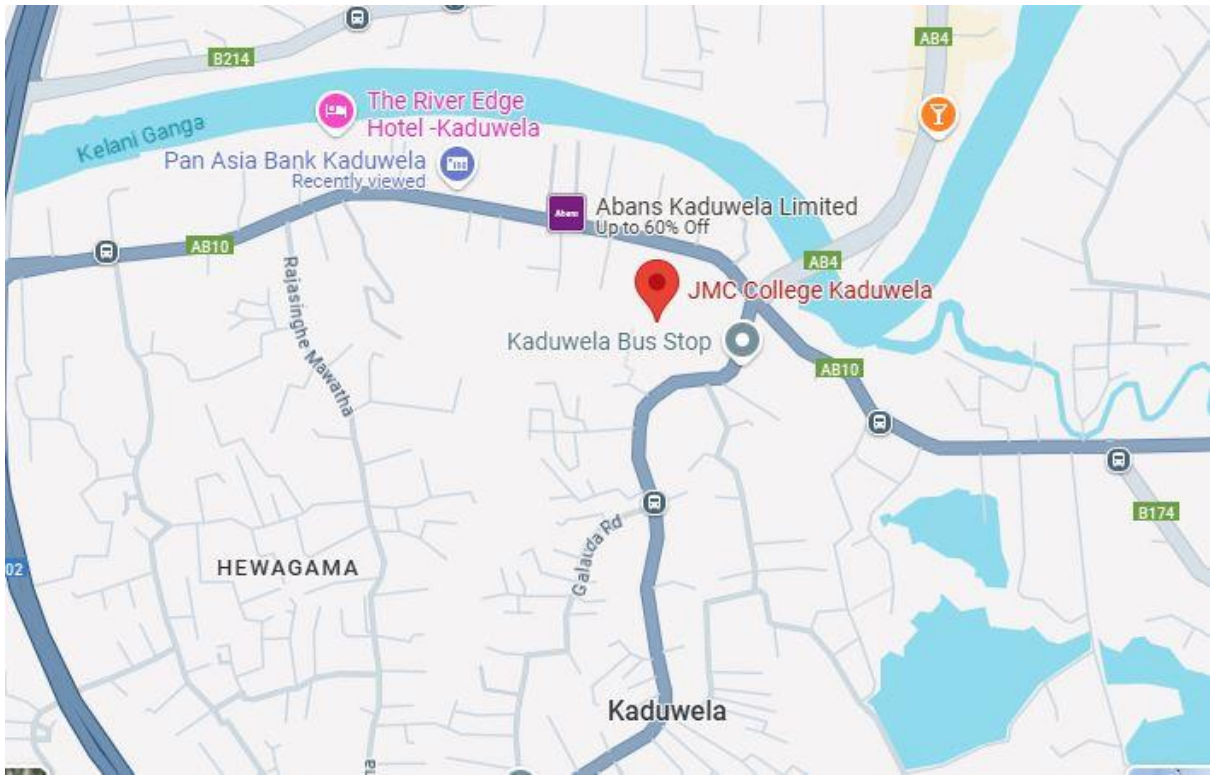 AB4
B214
The River Edge
Hotel -Kaduwela
Kelani Ganga
Pan Asia Bank Kaduwela
Recently viewed
Abans
Abans Kaduwela Limited
Up to 60% Off
AB10
AB4
JMC College Kaduwela
Rajasinghe Mawatha
Kaduwela Bus Stop
AB10
B174
Galauda Rd
02
HEWAGAMA
Kaduwela
na